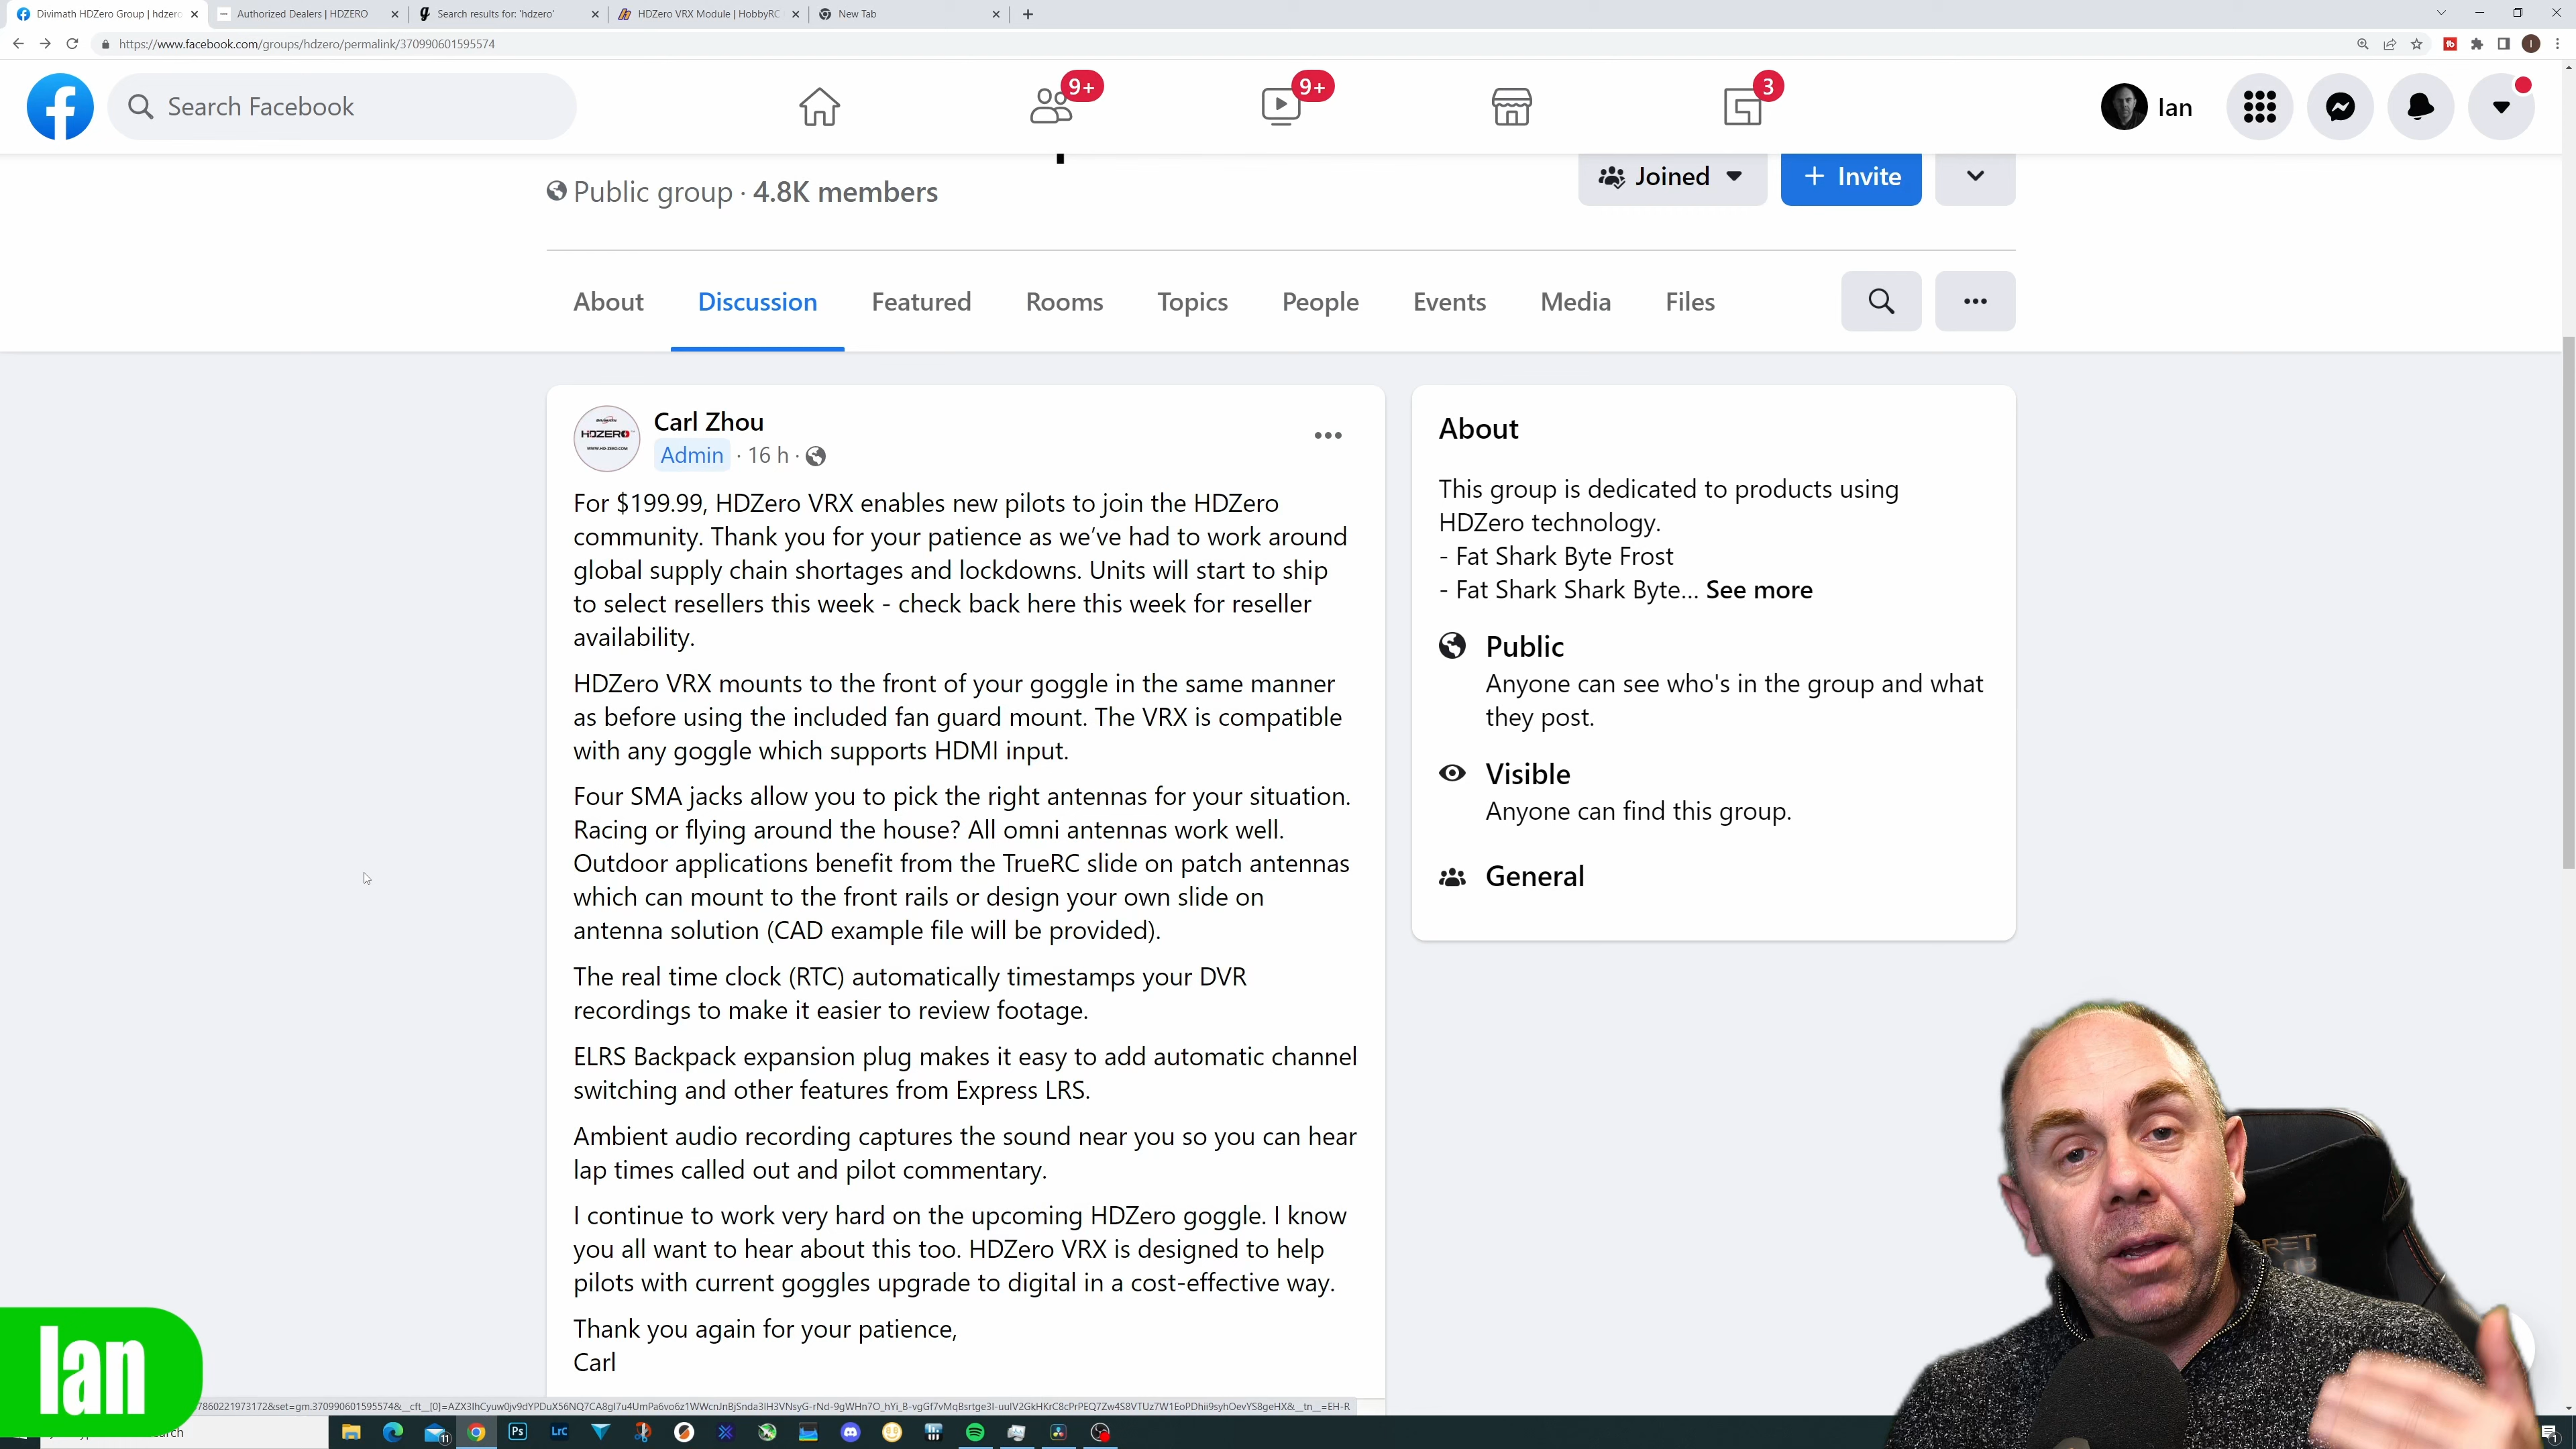 Divimath HDZero Group | hdzero
Authorized Dealers | HDZERO
Search results for: 'hdzero'
HDZero VRX Module | HobbyRC
New Tab
https://www.facebook.com/groups/hdzero/permalink/370990601595574
Search Facebook
9+
9+
3
Ian
Public group · 4.8K members
Joined
+ Invite
About
Discussion
Featured
Rooms
Topics
People
Events
Media
Files
HDZERO
WWW.HD-ZERO.COM
Carl Zhou
Admin · 16 h ·
For $199.99, HDZero VRX enables new pilots to join the HDZero
community. Thank you for your patience as we’ve had to work around
global supply chain shortages and lockdowns. Units will start to ship
to select resellers this week - check back here this week for reseller
availability.
HDZero VRX mounts to the front of your goggle in the same manner
as before using the included fan guard mount. The VRX is compatible
with any goggle which supports HDMI input.
Four SMA jacks allow you to pick the right antennas for your situation.
Racing or flying around the house? All omni antennas work well.
Outdoor applications benefit from the TrueRC slide on patch antennas
which can mount to the front rails or design your own slide on
antenna solution (CAD example file will be provided).
The real time clock (RTC) automatically timestamps your DVR
recordings to make it easier to review footage.
ELRS Backpack expansion plug makes it easy to add automatic channel
switching and other features from Express LRS.
Ambient audio recording captures the sound near you so you can hear
lap times called out and pilot commentary.
I continue to work very hard on the upcoming HDZero goggle. I know
you all want to hear about this too. HDZero VRX is designed to help
pilots with current goggles upgrade to digital in a cost-effective way.
Thank you again for your patience,
Carl
About
This group is dedicated to products using
HDZero technology.
- Fat Shark Byte Frost
- Fat Shark Shark Byte... See more
Public
Anyone can see who's in the group and what
they post.
Visible
Anyone can find this group.
General
Ian
11
Ps
LrC